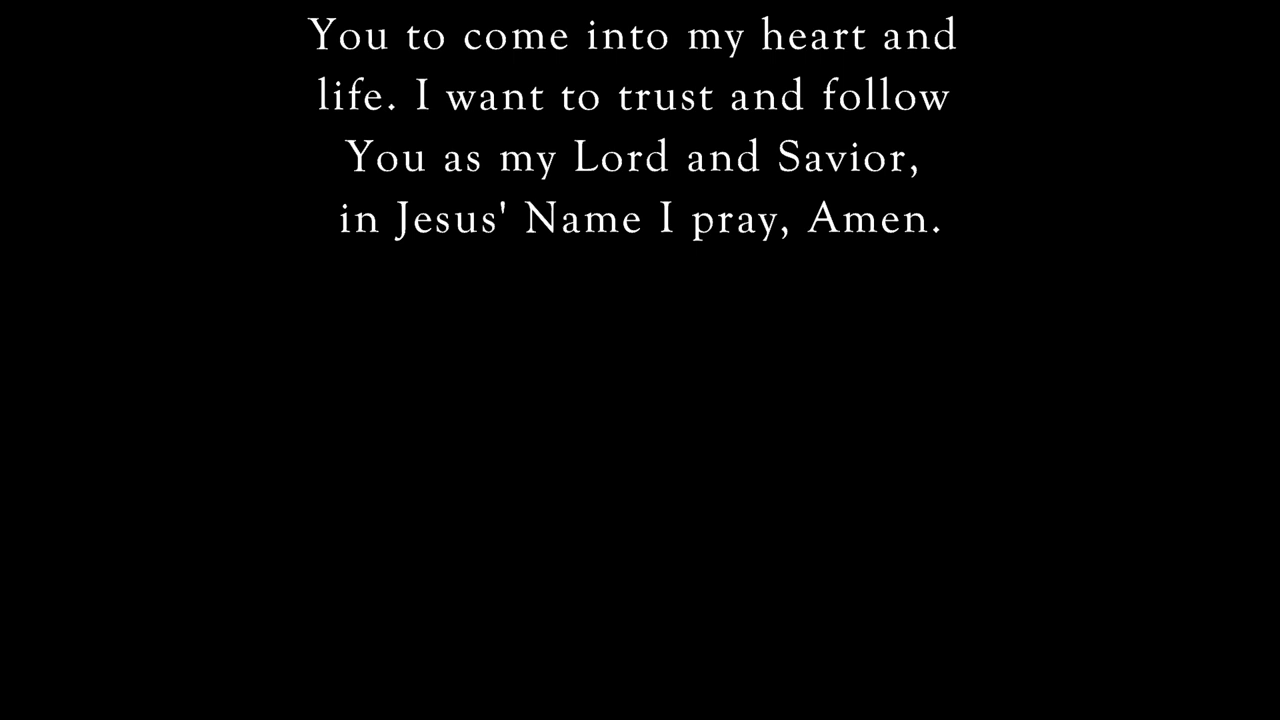 You to come into my heart and
life. I want to trust and follow
You as my Lord and Savior,
in Jesus' Name I pray, Amen.